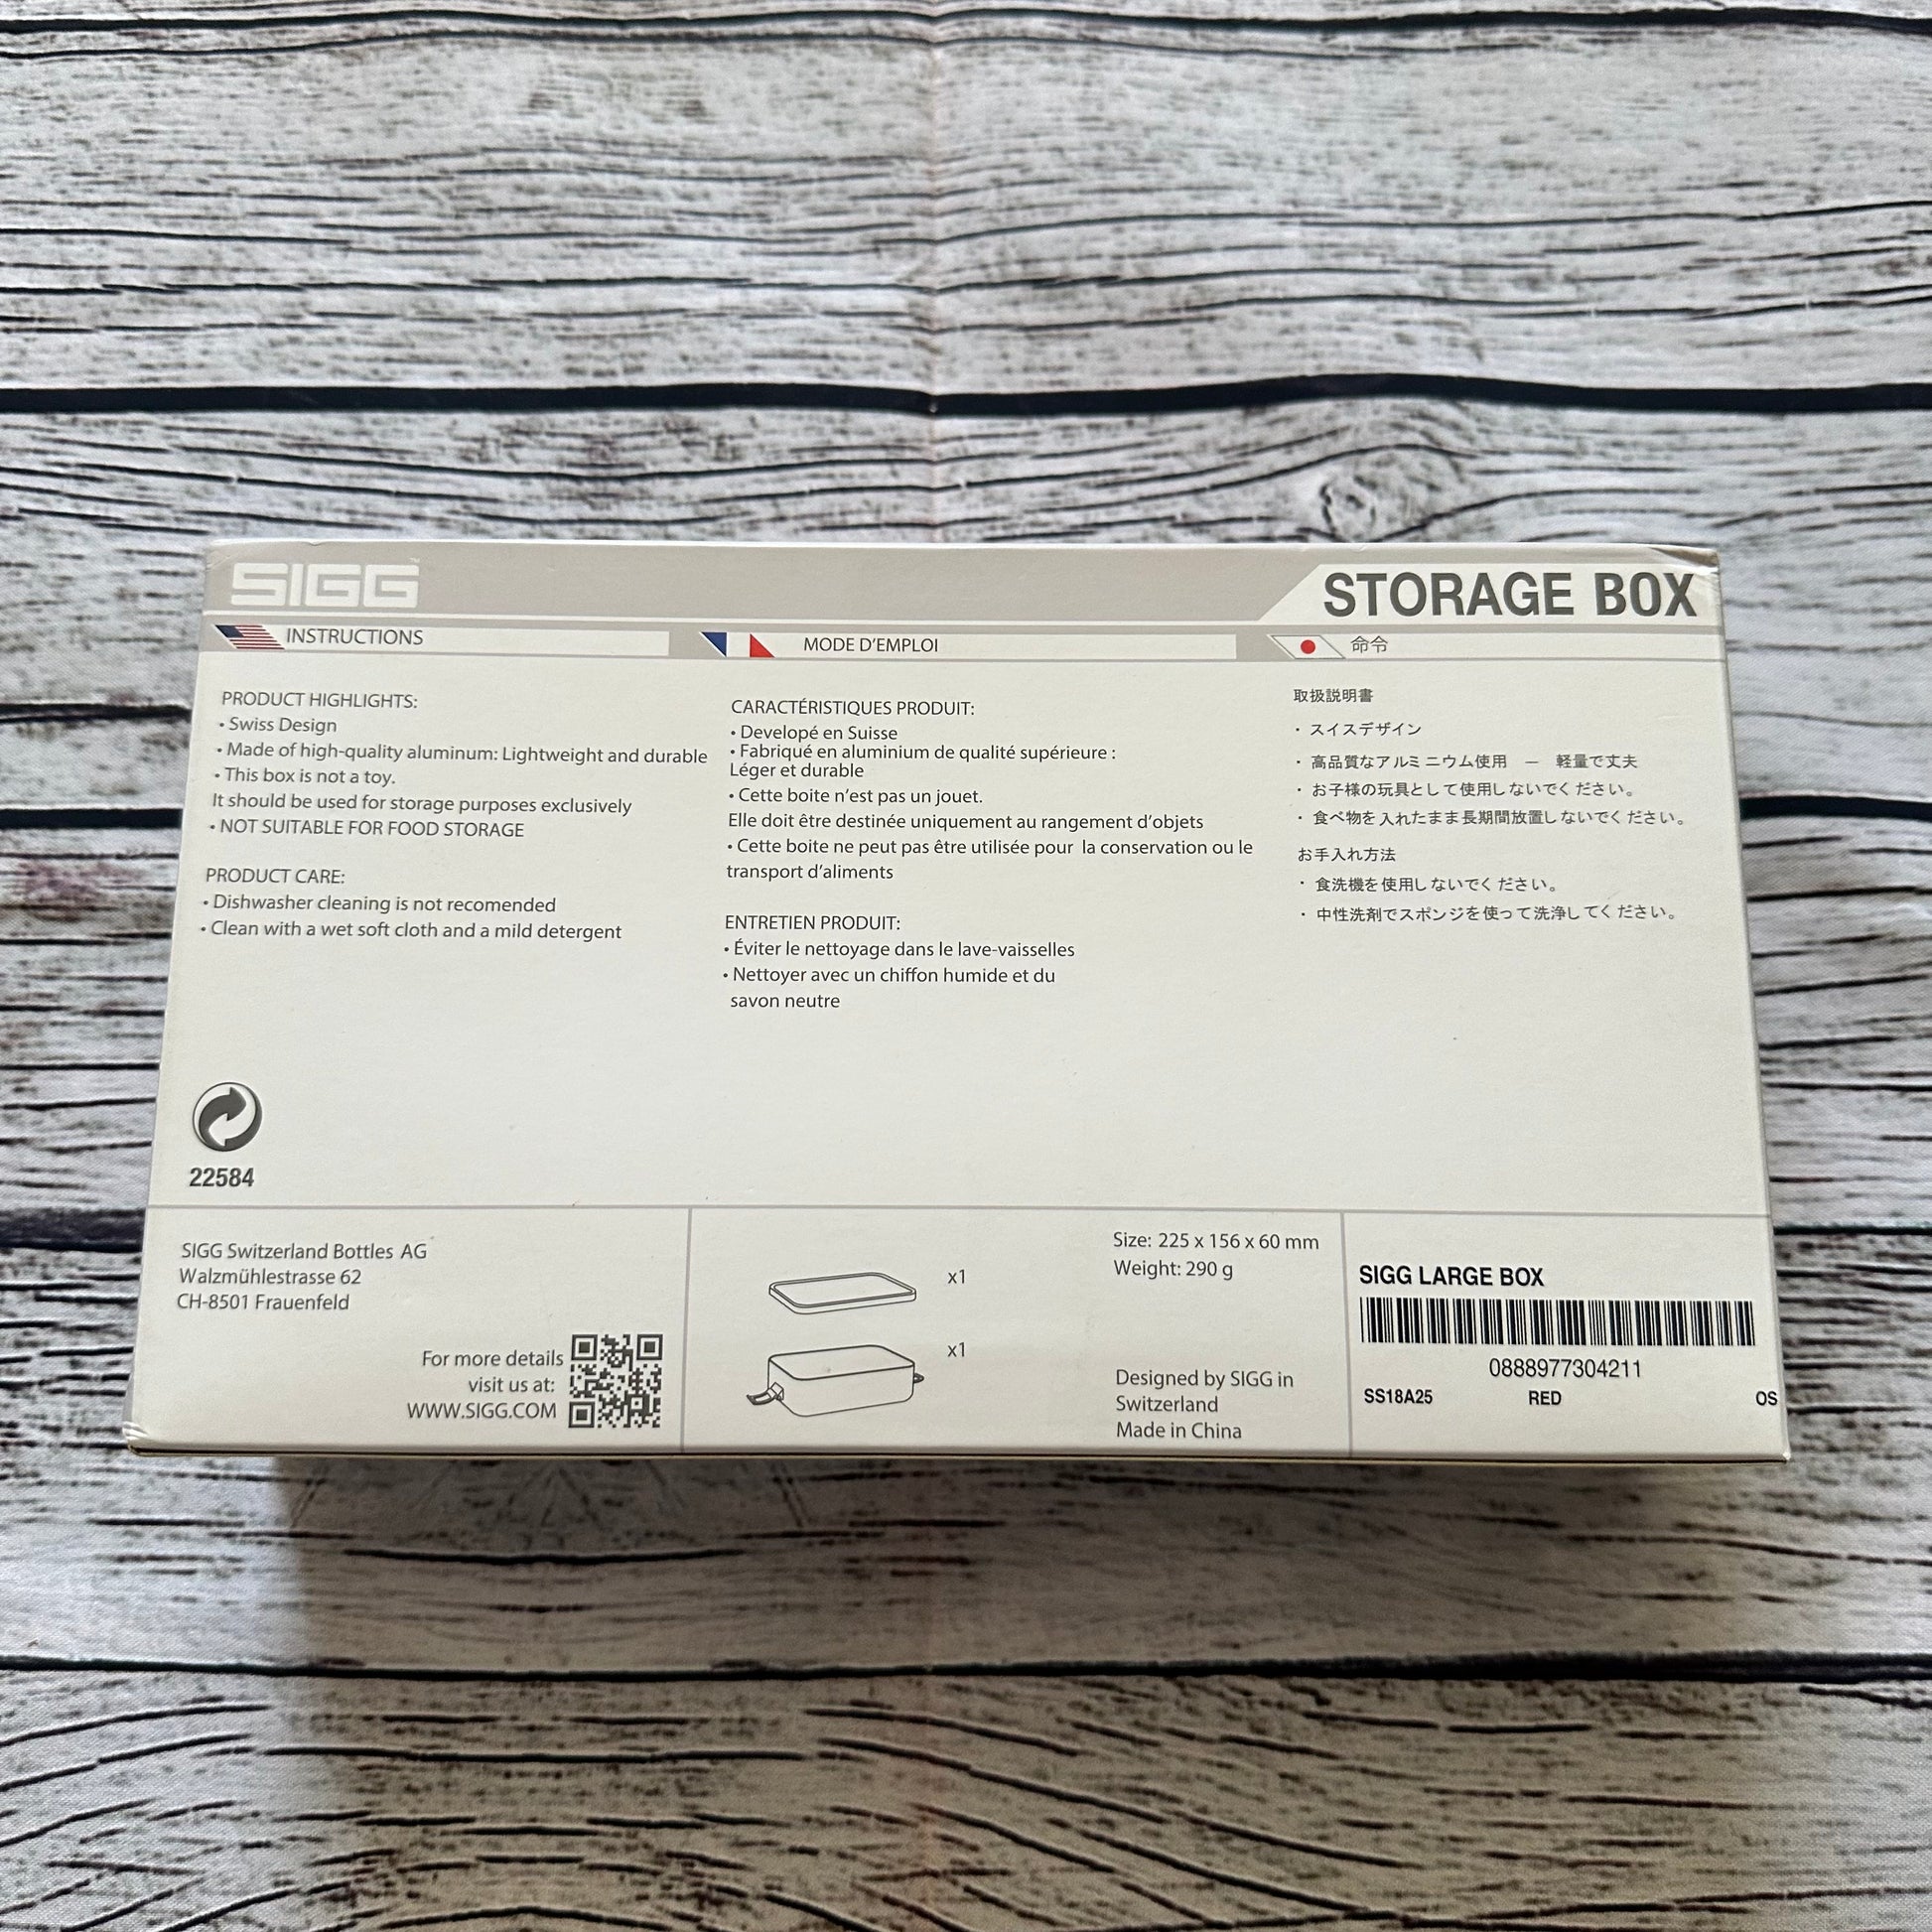 SIGG™
STORAGE BOX
INSTRUCTIONS
PRODUCT HIGHLIGHTS:
• Swiss Design
• Made of high-quality aluminum: Lightweight and durable
• This box is not a toy.
It should be used for storage purposes exclusively
• NOT SUITABLE FOR FOOD STORAGE
PRODUCT CARE:
• Dishwasher cleaning is not recomended
• Clean with a wet soft cloth and a mild detergent
22584
MODE D'EMPLOI
CARACTÉRISTIQUES PRODUIT:
• Developé en Suisse
• Fabriqué en aluminium de qualité supérieure :
Léger et durable
• Cette boite n'est pas un jouet.
Elle doit être destinée uniquement au rangement d'objets
• Cette boite ne peut pas être utilisée pour la conservation ou le
transport d'aliments
ENTRETIEN PRODUIT:
• Éviter le nettoyage dans le lave-vaisselles
• Nettoyer avec un chiffon humide et du
savon neutre
命令
取扱説明書
・ スイスデザイン
・ 高品質なアルミニウム使用 － 軽量で丈夫
・ お子様の玩具として使用しないでください。
・ 食べ物を入れたまま長期間放置しないでください。
お手入れ方法
・ 食洗機を使用しないでください。
・ 中性洗剤でスポンジを使って洗浄してください。
SIGG Switzerland Bottles AG
Walzmühlestrasse 62
CH-8501 Frauenfeld
For more details
visit us at:
WWW.SIGG.COM
x1
x1
Size: 225 x 156 x 60 mm
Weight: 290 g
Designed by SIGG in
Switzerland
Made in China
SIGG LARGE BOX
0888977304211
SS18A25 RED OS